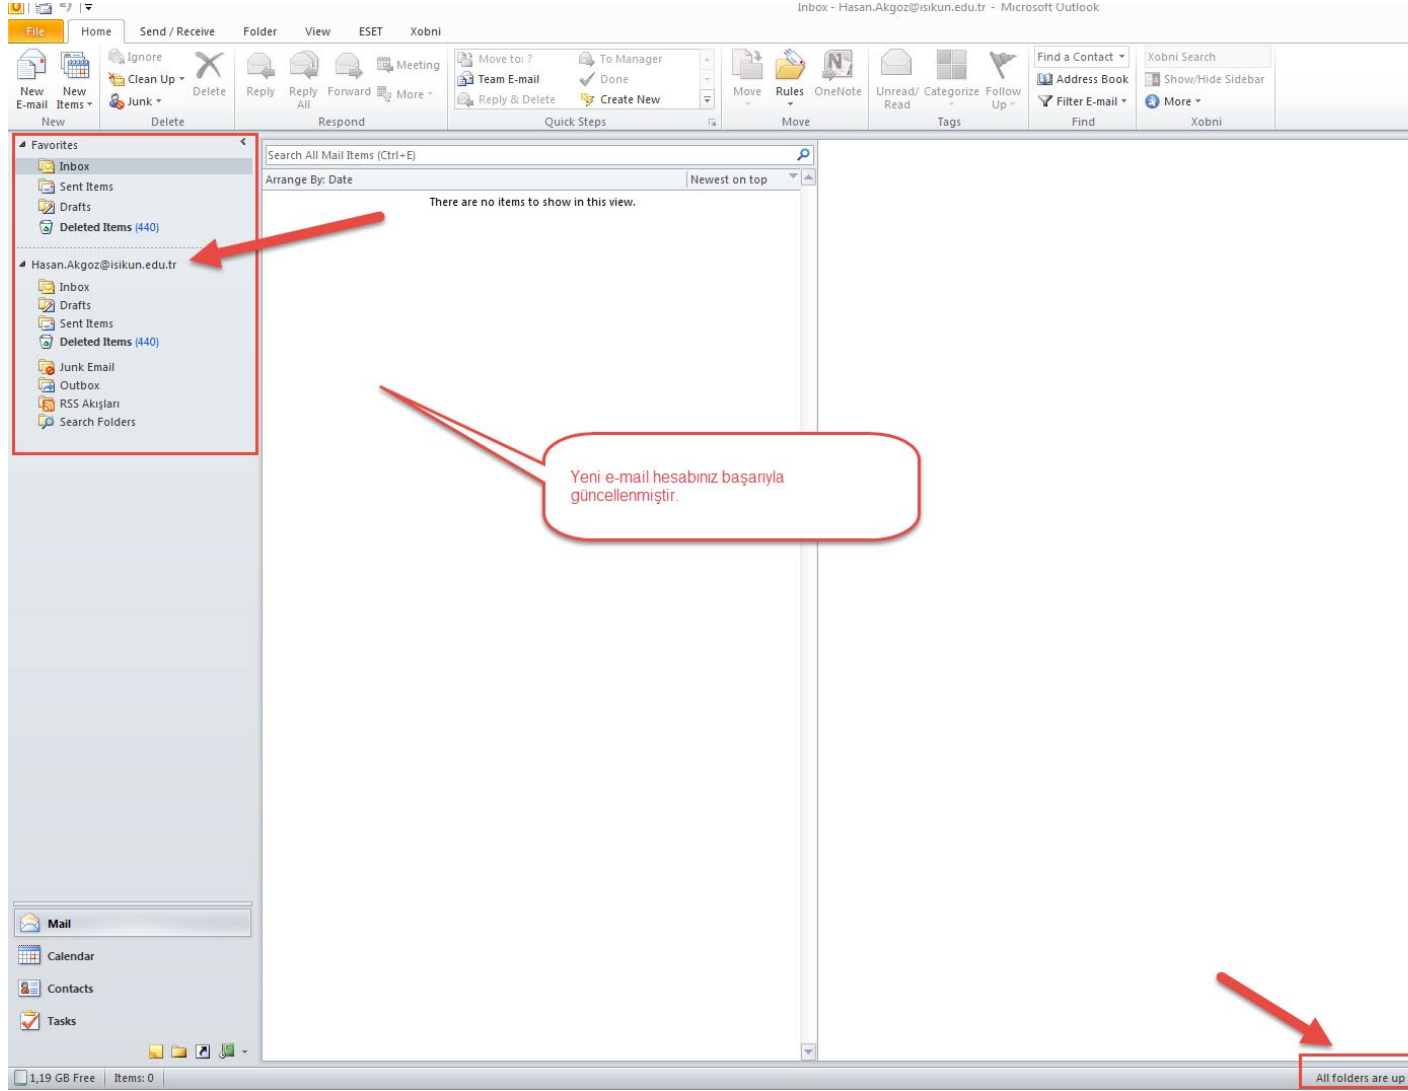 Inbox - Hasan.Akgoz@isikun.edu.tr - Microsoft Outlook
File Home Send / Receive Folder View ESET Xobni
New E-mail
New Items
New
Ignore
Clean Up
Junk
Delete
Delete
Reply
Reply All
Forward
Meeting
More
Respond
Move to: ?
Team E-mail
Reply & Delete
To Manager
Done
Create New
Quick Steps
Move
Rules
OneNote
Move
Unread/ Read
Categorize
Follow Up
Tags
Find a Contact
Address Book
Filter E-mail
Find
Xobni Search
Show/Hide Sidebar
More
Xobni
Favorites
Inbox
Sent Items
Drafts
Deleted Items (440)
Hasan.Akgoz@isikun.edu.tr
Inbox
Drafts
Sent Items
Deleted Items (440)
Junk Email
Outbox
RSS Akışları
Search Folders
Search All Mail Items (Ctrl+E)
Arrange By: Date Newest on top
There are no items to show in this view.
Yeni e-mail hesabınız başarıyla
güncellenmiştir.
Mail
Calendar
Contacts
Tasks
1,19 GB Free Items: 0
All folders are up